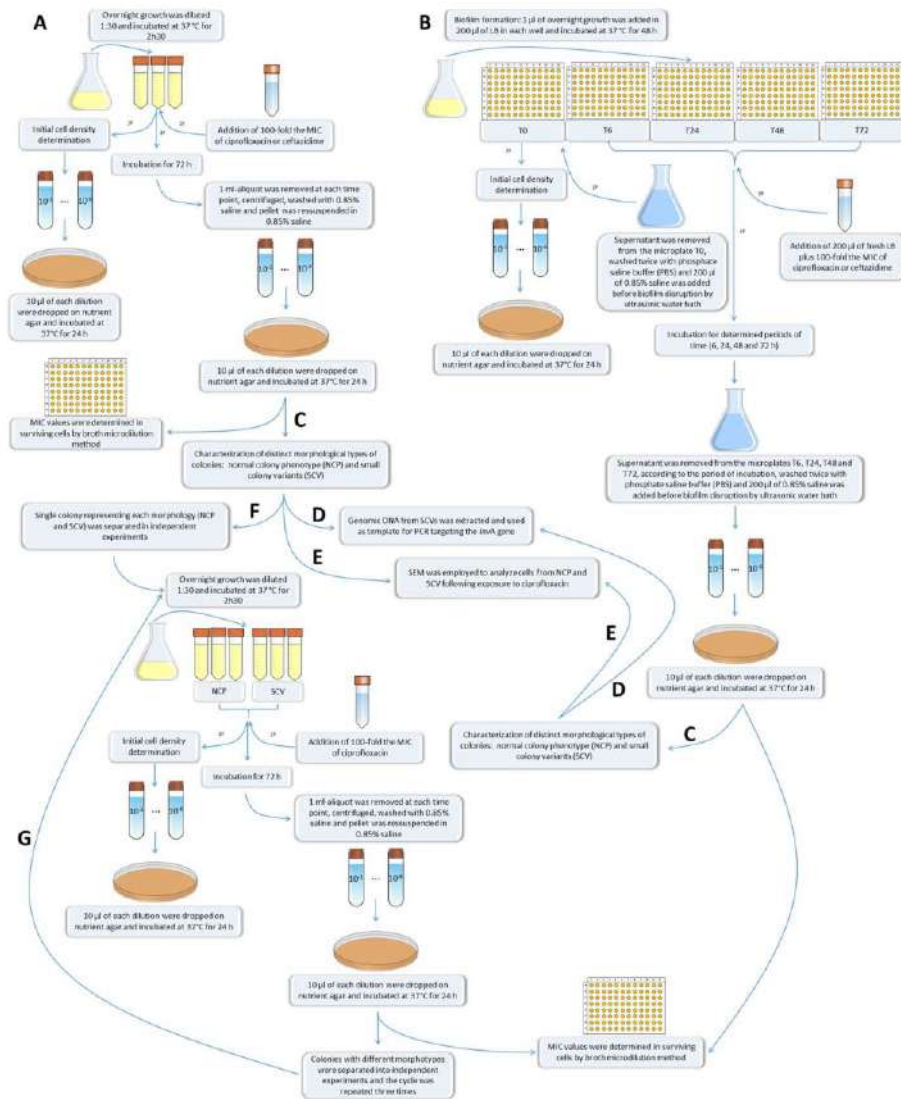 A
Overnight growth was diluted
1:30 and incubated at 37°C for
2h30
Initial cell density
determination
Addition of 100-fold the MIC of
ciprofloxacin or ceftazidime
Incubation for 72 h
1 ml-aliquot was removed at each time
point, centrifuged, washed with 0.85%
saline and pellet was ressuspended in
0.85% saline
...
...
10 µl of each dilution
were dropped on nutrient
agar and incubated at
37°C for 24 h
10 µl of each dilution were dropped on
nutrient agar and incubated at 37°C for 24 h
MIC values were determined in
surviving cells by broth microdilution
method
C
Characterization of distinct morphological types of
colonies: normal colony phenotype (NCP) and small
colony variants (SCV)
F
D
E
Single colony representing each morphology (NCP
and SCV) was separated in independent
experiments
Genomic DNA from SCVs was extracted and used
as template for PCR targeting the invA gene
SEM was employed to analyze cells from NCP and
SCV following exposure to ciprofloxacin
Overnight growth was diluted
1:30 and incubated at 37°C for
2h30
NCP
SCV
Initial cell density
determination
Addition of 100-fold the MIC
of ciprofloxacin
Incubation for 72 h
1 ml-aliquot was removed at each time
point, centrifuged, washed with 0.85%
saline and pellet was ressuspended in
0.85% saline
...
...
10 µl of each dilution were dropped on
nutrient agar and incubated at 37°C for 24 h
10 µl of each dilution were dropped on
nutrient agar and incubated at 37°C for 24 h
G
Colonies with different morphotypes
were separated into independent
experiments and the cycle was
repeated three times
MIC values were determined in surviving
cells by broth microdilution method
B
Biofilm formation: 5 µl of overnight growth was added in
200 µl of LB in each well and incubated at 37°C for 48 h
T0
T6
T24
T48
T72
Initial cell density
determination
...
Supernatant was removed
from the microplate T0,
washed twice with phosphate
saline buffer (PBS) and 200 µl
of 0.85% saline was added
before biofilm disruption by
ultrasonic water bath
Addition of 200 µl of fresh LB
plus 100-fold the MIC of
ciprofloxacin or ceftazidime
10 µl of each dilution were dropped on
nutrient agar and incubated at 37°C for 24 h
Incubation for determined periods of
time (6, 24, 48 and 72 h)
Supernatant was removed from the microplates T6, T24, T48 and
T72, according to the period of incubation, washed twice with
phosphate saline buffer (PBS) and 200 µl of 0.85% saline was
added before biofilm disruption by ultrasonic water bath
...
10 µl of each dilution were dropped on
nutrient agar and incubated at 37°C for 24 h
E
D
C
Characterization of distinct morphological types of
colonies: normal colony phenotype (NCP) and small
colony variants (SCV)